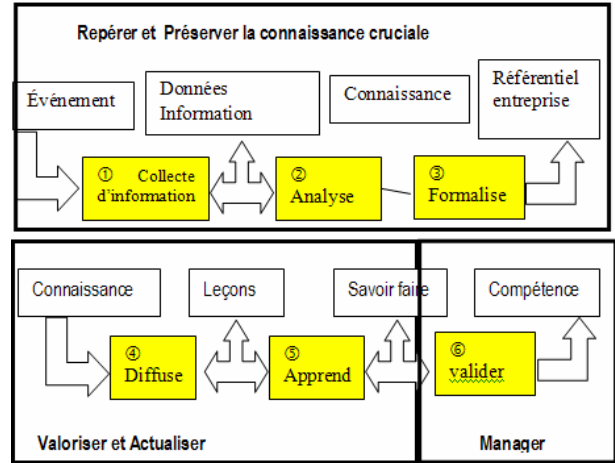 Repérer et Préserver la connaissance cruciale
Événement
Données
Information
Connaissance
Référentiel
entreprise
① Collecte
d'information
② 
Analyse
③
Formalise
Connaissance
Leçons
Savoir faire
Compétence
④
Diffuse
⑤
Apprend
⑥
valider
Valoriser et Actualiser
Manager